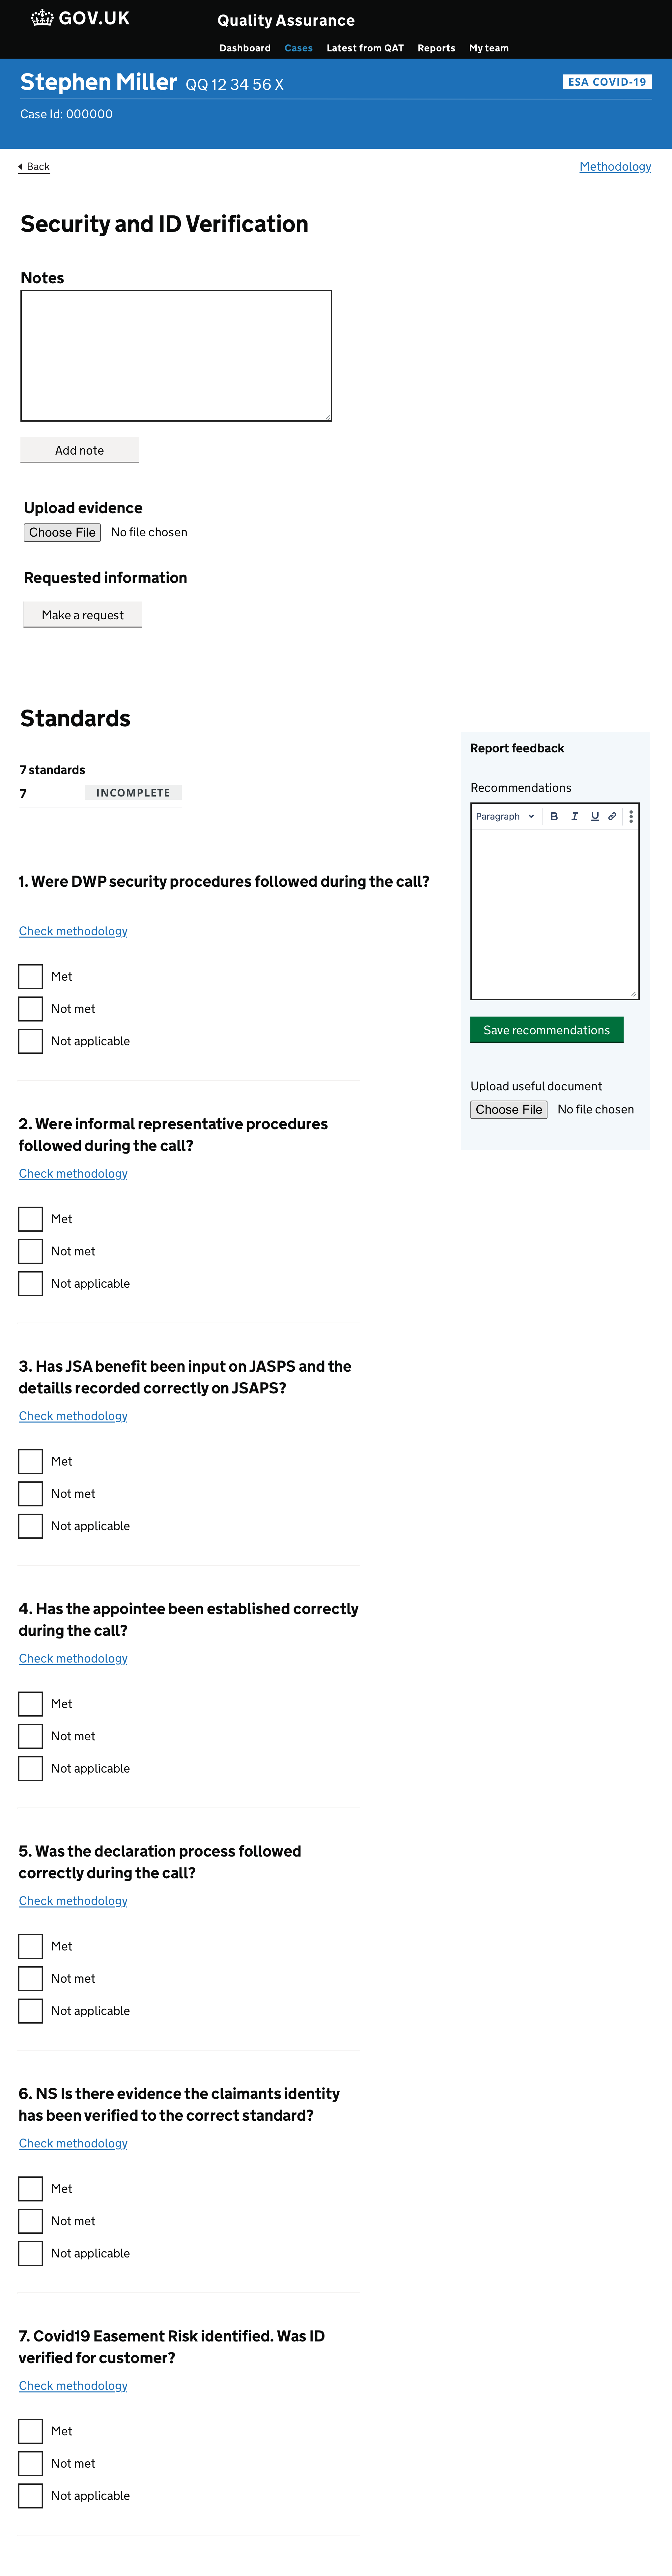 GOV.UK
Quality Assurance
Dashboard Cases Latest from QAT Reports My team
Stephen Miller QQ 12 34 56 X
ESA COVID-19
Case Id: 000000
Back
Methodology
Security and ID Verification
Notes
Add note
Upload evidence
Choose File No file chosen
Requested information
Make a request
Standards
7 standards
7 INCOMPLETE
Report feedback
Recommendations
Paragraph B I U
Save recommendations
Upload useful document
Choose File No file chosen
1. Were DWP security procedures followed during the call?
Check methodology
Met
Not met
Not applicable
2. Were informal representative procedures
followed during the call?
Check methodology
Met
Not met
Not applicable
3. Has JSA benefit been input on JASPS and the
detaills recorded correctly on JSAPS?
Check methodology
Met
Not met
Not applicable
4. Has the appointee been established correctly
during the call?
Check methodology
Met
Not met
Not applicable
5. Was the declaration process followed
correctly during the call?
Check methodology
Met
Not met
Not applicable
6. NS Is there evidence the claimants identity
has been verified to the correct standard?
Check methodology
Met
Not met
Not applicable
7. Covid19 Easement Risk identified. Was ID
verified for customer?
Check methodology
Met
Not met
Not applicable